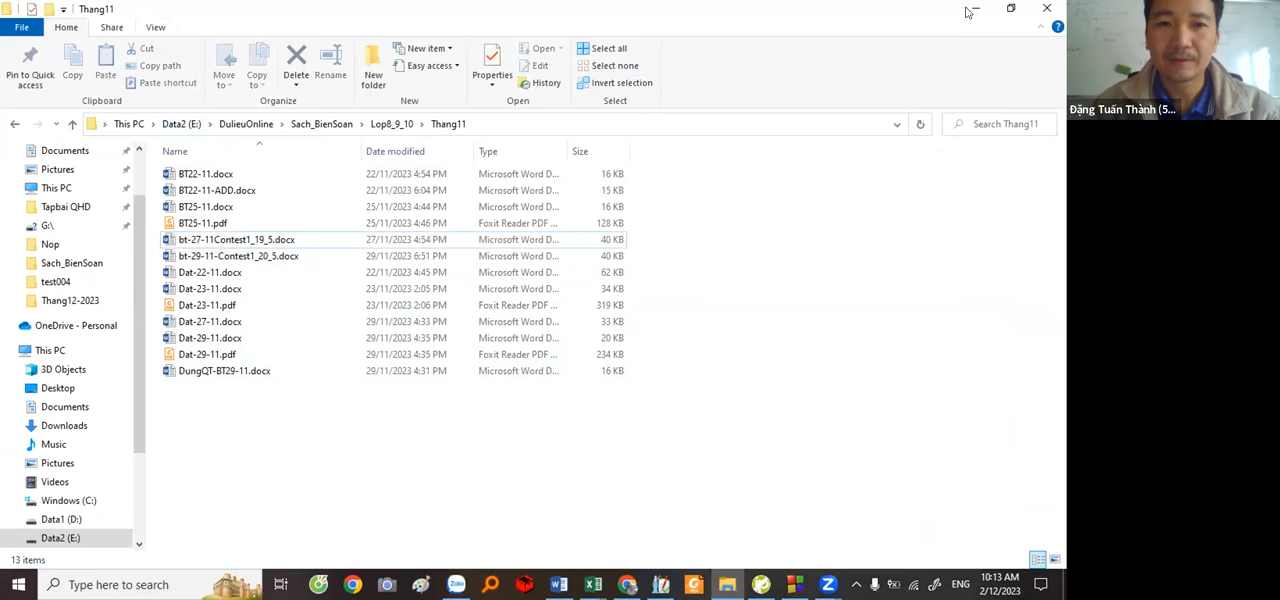 Thang11
File Home Share View
Pin to Quick access
Copy
Paste
Cut
Copy path
Paste shortcut
Clipboard
Move to
Copy to
Delete
Rename
Organize
New folder
New item
Easy access
New
Properties
Open
Edit
History
Open
Select all
Select none
Invert selection
Select
This PC > Data2 (E:) > DulieuOnline > Sach_BienSoan > Lop8_9_10 > Thang11
Search Thang11
Đặng Tuấn Thành (5...
Documents
Pictures
This PC
Tapbai QHD
G:\
Nop
Sach_BienSoan
test004
Thang12-2023
OneDrive - Personal
This PC
3D Objects
Desktop
Documents
Downloads
Music
Pictures
Videos
Windows (C:)
Data1 (D:)
Data2 (E:)
Name Date modified Type Size
BT22-11.docx 22/11/2023 4:54 PM Microsoft Word D... 16 KB
BT22-11-ADD.docx 22/11/2023 6:04 PM Microsoft Word D... 15 KB
BT25-11.docx 25/11/2023 4:44 PM Microsoft Word D... 16 KB
BT25-11.pdf 25/11/2023 4:46 PM Foxit Reader PDF ... 128 KB
bt-27-11Contest1_19_5.docx 27/11/2023 4:54 PM Microsoft Word D... 40 KB
bt-29-11-Contest1_20_5.docx 29/11/2023 6:51 PM Microsoft Word D... 40 KB
Dat-22-11.docx 22/11/2023 4:45 PM Microsoft Word D... 62 KB
Dat-23-11.docx 23/11/2023 2:05 PM Microsoft Word D... 34 KB
Dat-23-11.pdf 23/11/2023 2:06 PM Foxit Reader PDF ... 319 KB
Dat-27-11.docx 29/11/2023 4:33 PM Microsoft Word D... 33 KB
Dat-29-11.docx 29/11/2023 4:35 PM Microsoft Word D... 20 KB
Dat-29-11.pdf 29/11/2023 4:35 PM Foxit Reader PDF ... 234 KB
DungQT-BT29-11.docx 29/11/2023 4:31 PM Microsoft Word D... 16 KB
13 items
Type here to search
Zalo
ENG
10:13 AM
2/12/2023